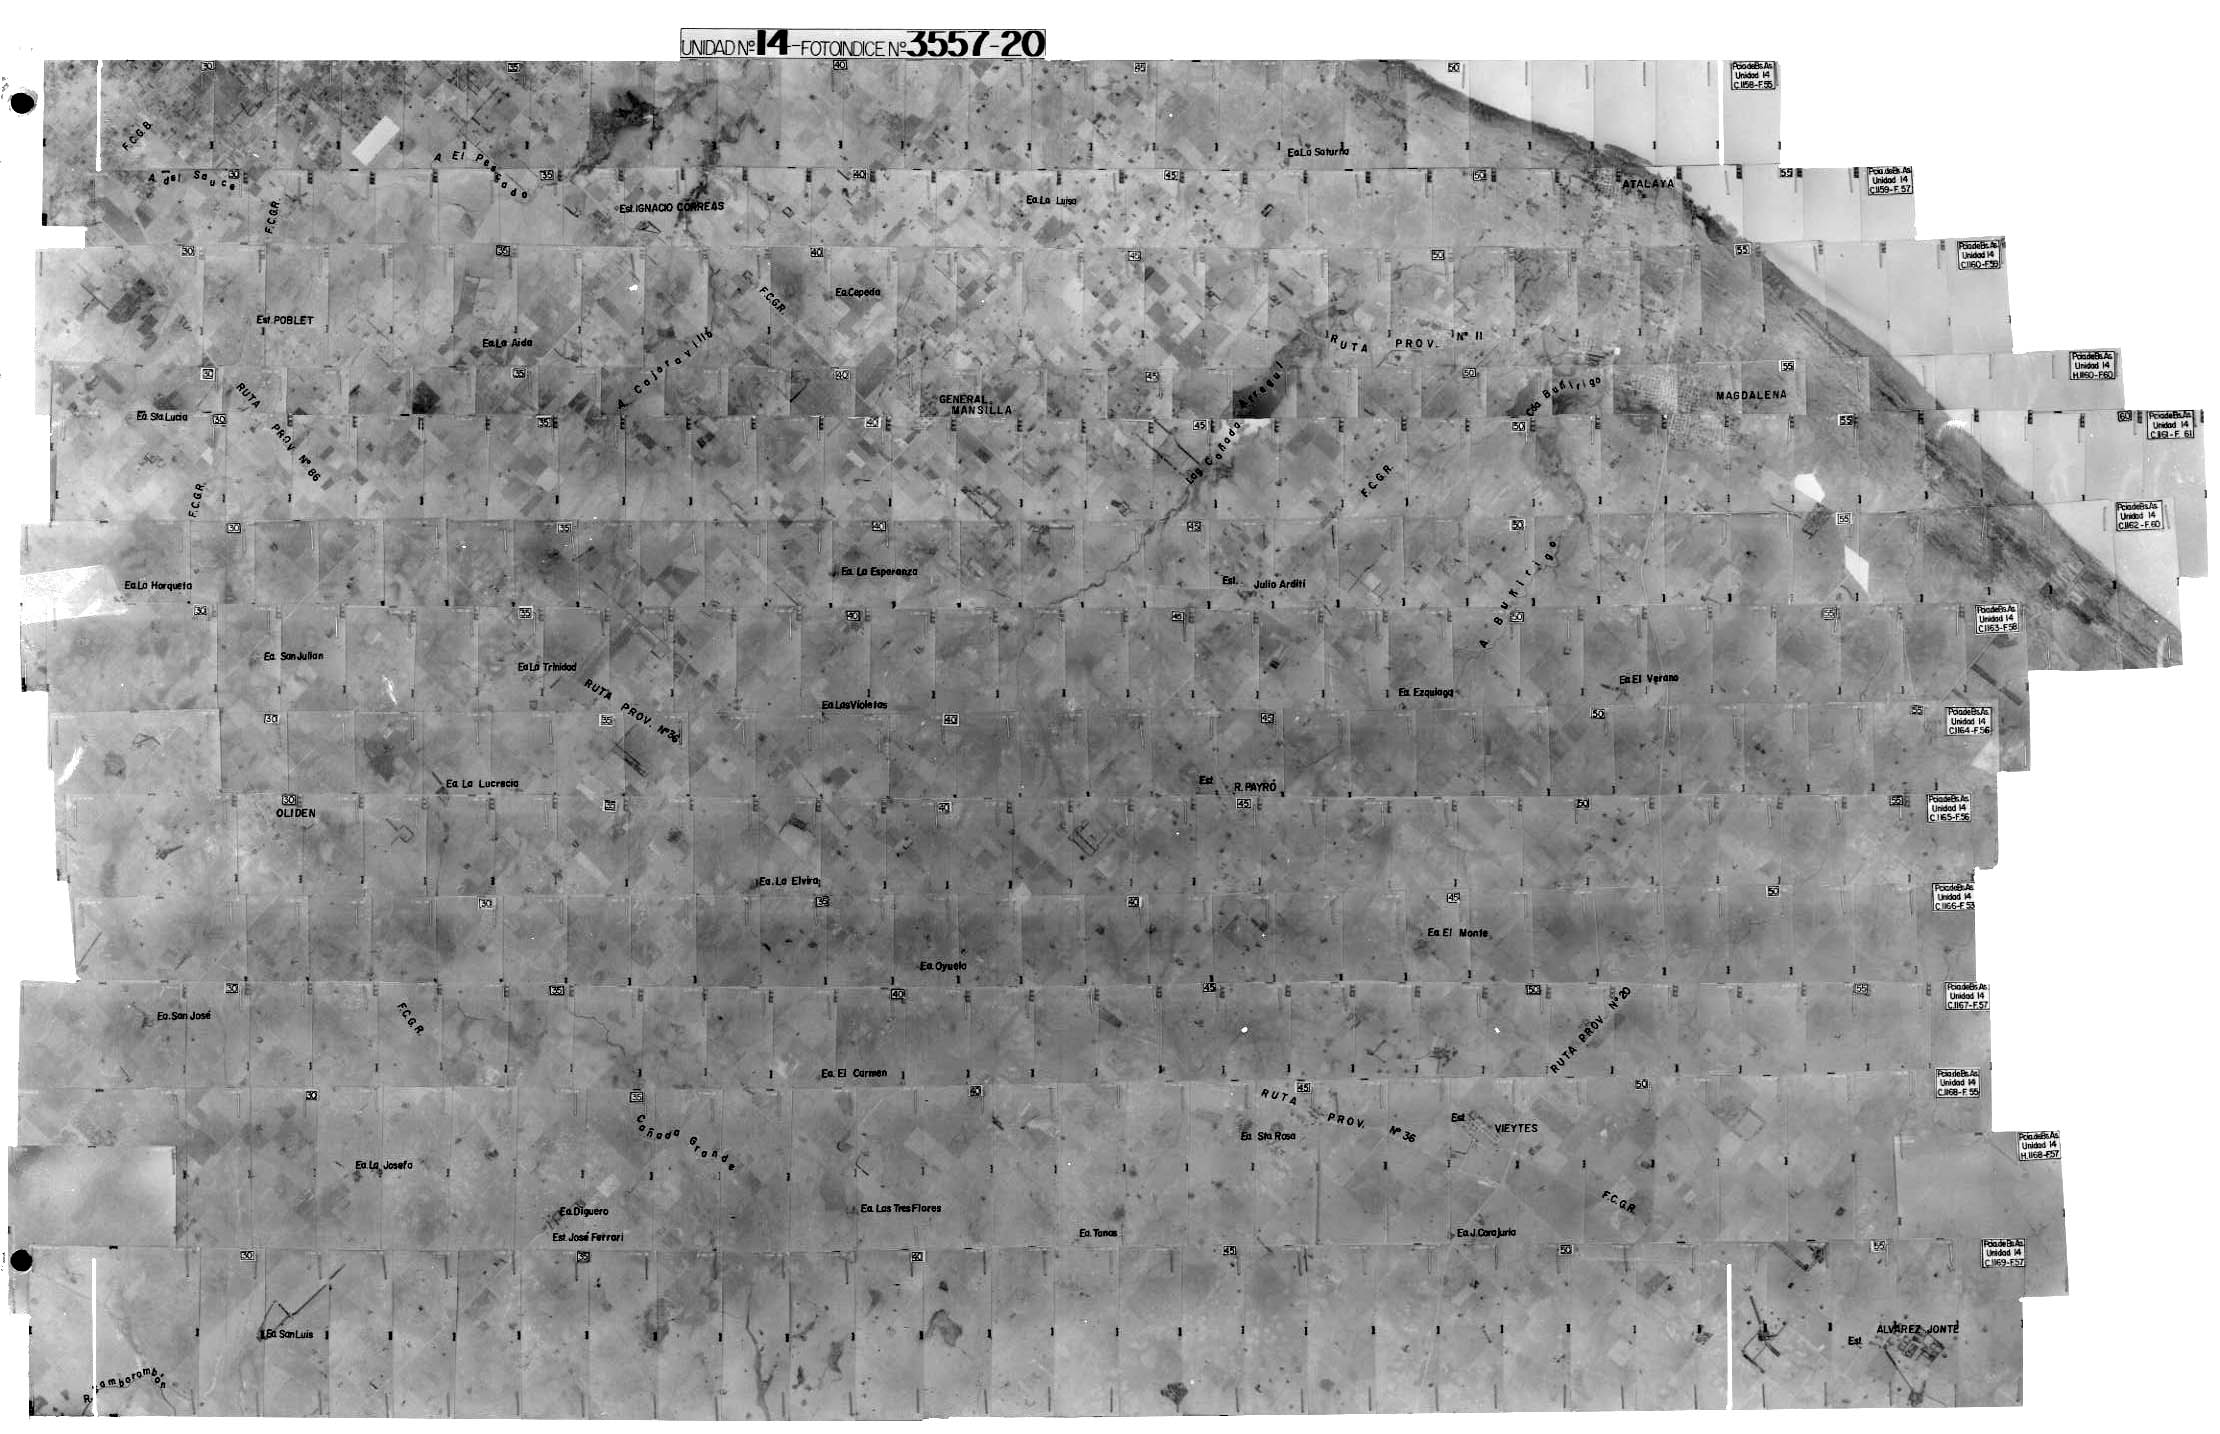 UNIDAD Nº 14-FOTOINDICE Nº 3557-20
30 35 40 45 50
Pcia de Bs. As.
Unidad 14
C.1158-F.55
F.C.G.B.
A. El Pescado
Ea. La Saturna
A. del Sauce
30 35 40 45 50 55
Pcia. de Bs. As.
Unidad 14
C.1159-F.57
ATALAYA
F.C.G.R.
Est. IGNACIO CORREAS
Ea. La Luisa
30 35 40 45 50 55
Pcia de Bs. As.
Unidad 14
C.1160-F.59
F.C.G.R.
Ea. Cepeda
Est. POBLET
Ea. La Aida
A. Cajaravilla
RUTA PROV. Nº 11
Pcia de Bs. As.
Unidad 14
H.1160-F.60
30 35 40 45 50 55
RUTA PROV. Nº 86
GENERAL MANSILLA
Lag. Cañada Arregui
Cda. Buñirigo
MAGDALENA
Ea. Sta. Lucia
30 35 40 45 50 55 60
Pcia de Bs. As.
Unidad 14
C.1161-F. 61
F.C.G.R.
F.C.G.R.
Pcia de Bs. As.
Unidad 14
C.1162-F.60
30 35 40 45 50 55
Ea. La Horqueta
Ea. La Esperanza
Est. Julio Arditi
A. Buñirigo
30 35 40 45 50 55
Pcia de Bs. As.
Unidad 14
C.1163-F.58
Ea. San Julian
Ea. La Trinidad
RUTA PROV. Nº 36
Ea. Las Violetas
Ea. Ezquiaga
Ea. El Verano
30 35 40 45 50 55
Pcia de Bs. As.
Unidad 14
C.1164-F.56
Ea. La Lucrecia
Est. R. PAYRÓ
30 35 40 45 50 55
Pcia de Bs. As.
Unidad 14
C.1165-F.56
OLIDEN
Ea. La Elvira
30 35 40 45 50
Pcia de Bs. As.
Unidad 14
C.1166-F.53
Ea. El Monte
Ea. Oyuela
30 35 40 45 50 55
Pcia de Bs. As.
Unidad 14
C.1167-F.57
Ea. San José
F.C.G.R.
RUTA PROV. Nº 20
Ea. El Carmen
30 35 40 45 50
Pcia de Bs. As.
Unidad 14
C.1168-F. 55
Cañada Grande
RUTA PROV. Nº 36
Ea. Sta. Rosa
Est. VIEYTES
Pcia de Bs. As.
Unidad 14
H.1168-F.57
Ea. La Josefa
F.C.G.R.
Ea. Diguero
Ea. Las Tres Flores
Est. José Ferrari
Ea. Tanas
Ea. J. Carajuria
30 35 40 45 50 55
Pcia de Bs. As.
Unidad 14
C.1169-F.57
Ea. San Luis
Est. ALVAREZ JONTE
R. Samborombón